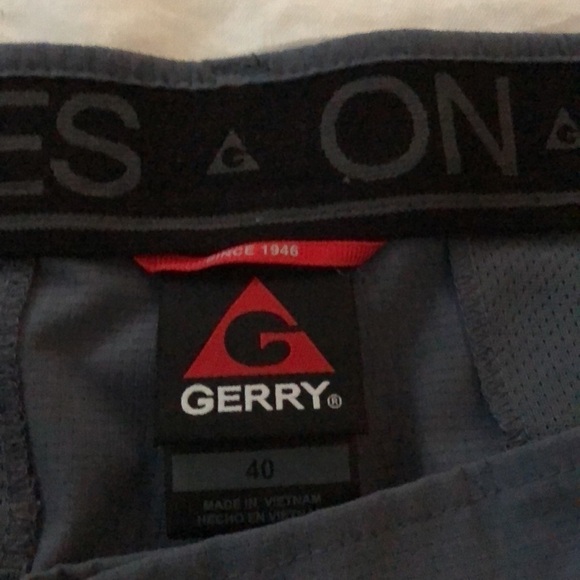 ES G ON G
SINCE 1946
G
GERRY®
40
MADE IN VIETNAM
HECHO EN VIETNAM